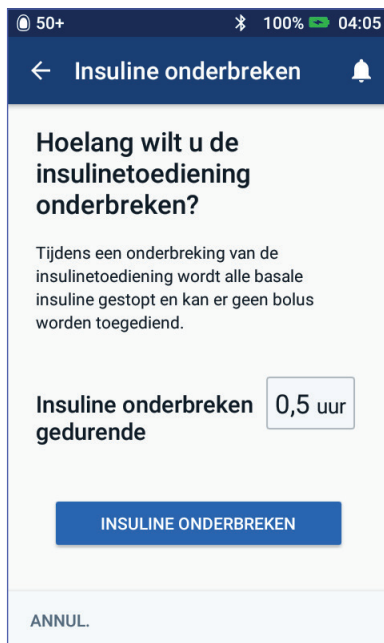 50+ 100% 04:05
Insuline onderbreken
Hoelang wilt u de
insulinetoediening
onderbreken?
Tijdens een onderbreking van de
insulinetoediening wordt alle basale
insuline gestopt en kan er geen bolus
worden toegediend.
Insuline onderbreken 0,5 uur
gedurende
INSULINE ONDERBREKEN
ANNUL.